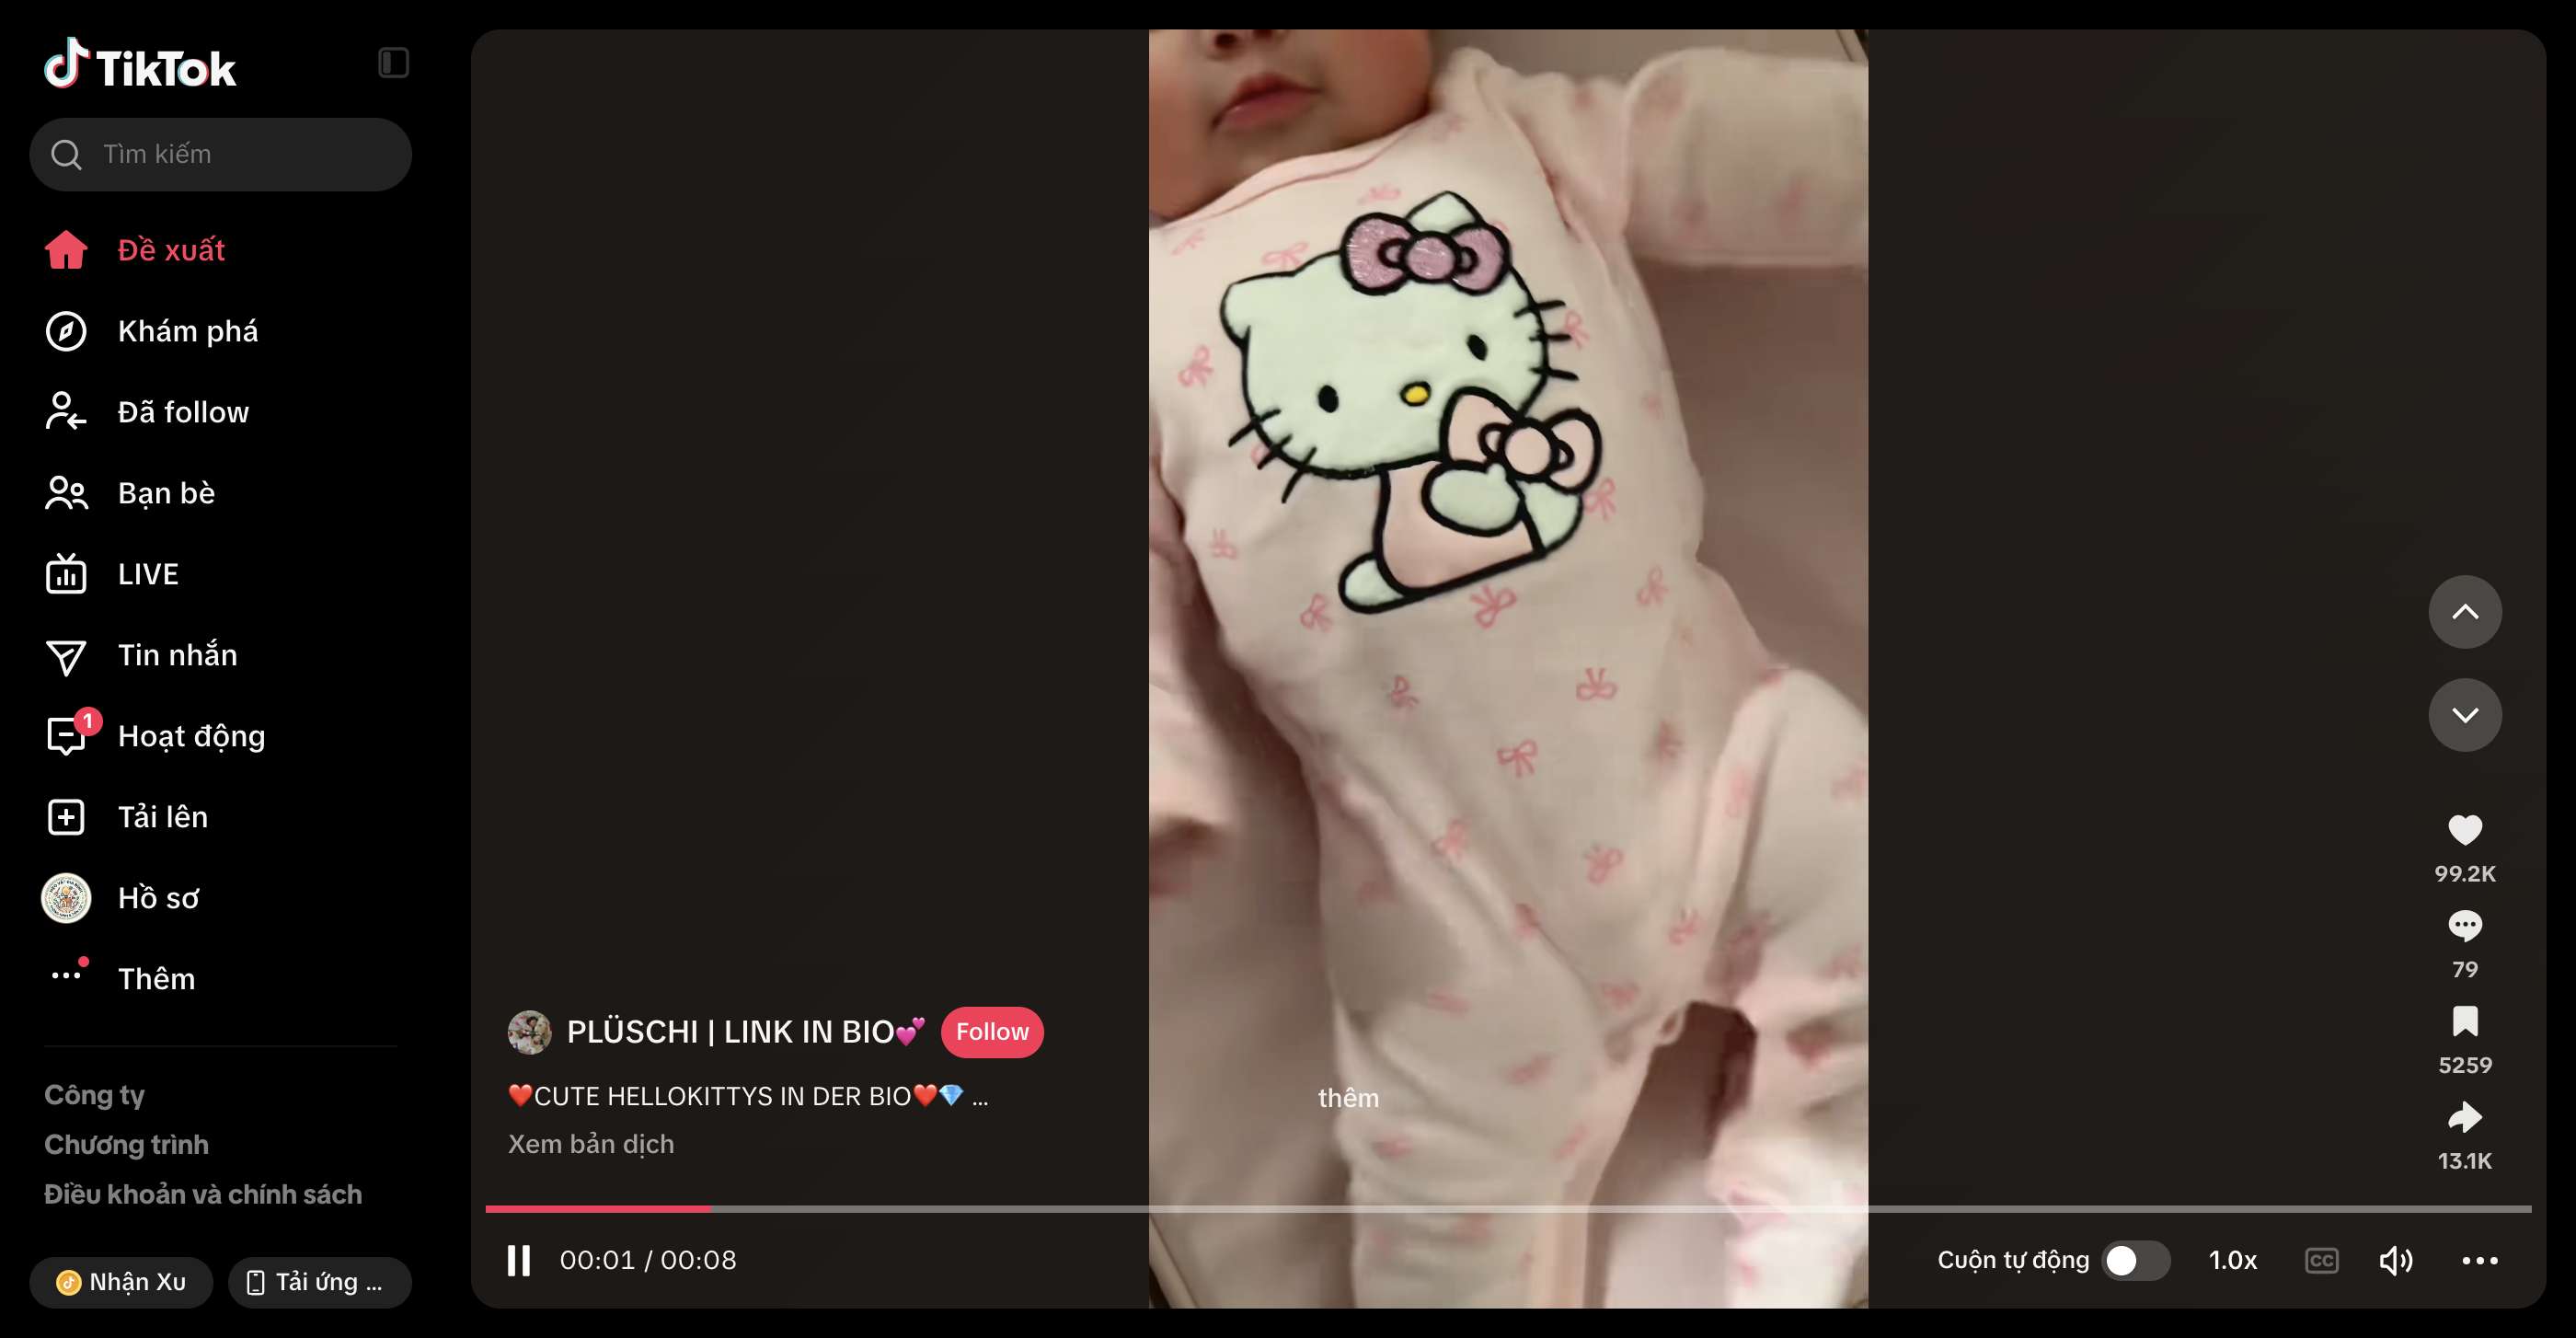 TikTok
Tìm kiếm
Đề xuất
Khám phá
Đã follow
Bạn bè
LIVE
Tin nhắn
1
Hoạt động
Tải lên
Hồ sơ
Thêm
Công ty
Chương trình
Điều khoản và chính sách
Nhận Xu
Tải ứng ...
PLÜSCHI | LINK IN BIO💕
Follow
❤️CUTE HELLOKITTYS IN DER BIO❤️💎 ...
thêm
Xem bản dịch
00:01 / 00:08
99.2K
79
5259
13.1K
Cuộn tự động
1.0x
CC